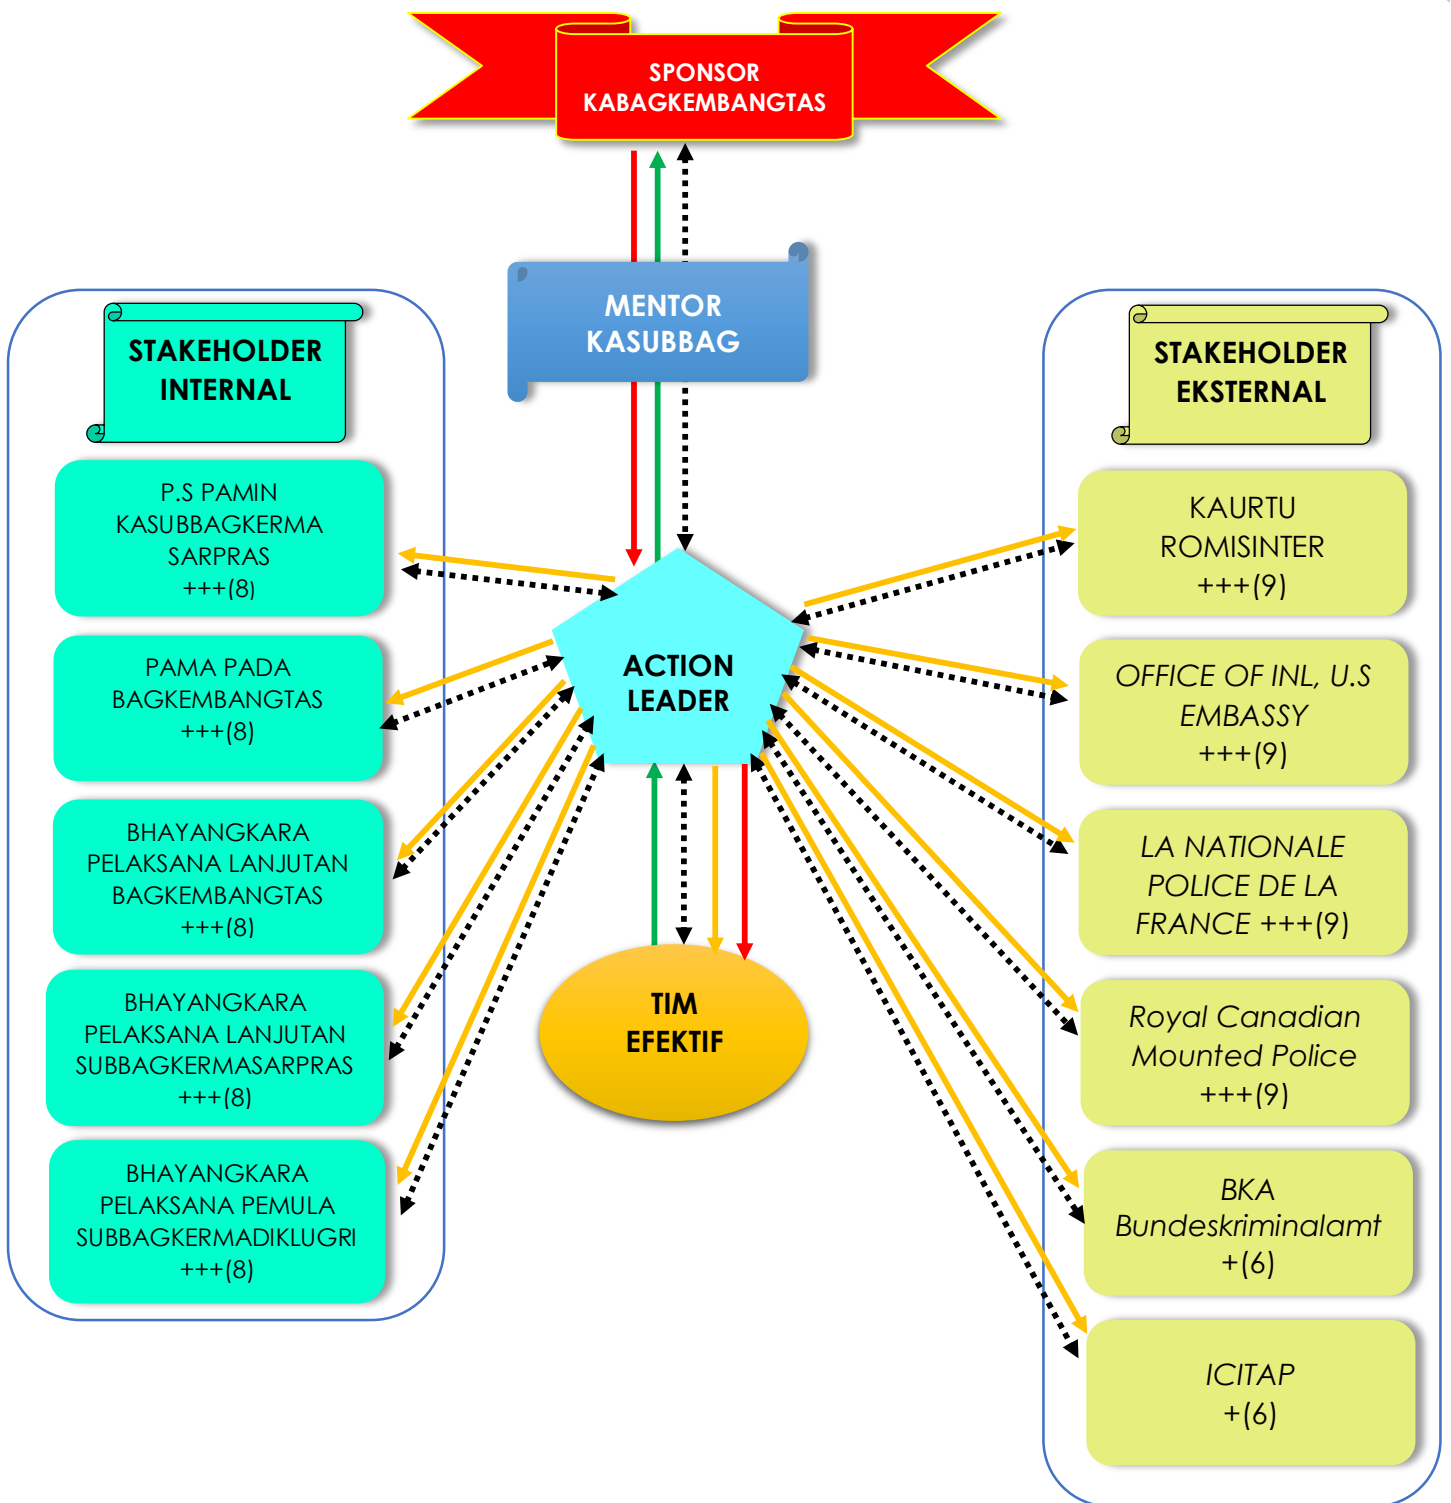 SPONSOR
KABAGKEMBANGTAS
MENTOR
KASUBBAG
STAKEHOLDER
INTERNAL
P.S PAMIN
KASUBBAGKERMA
SARPRAS
+++(8)
PAMA PADA
BAGKEMBANGTAS
+++(8)
BHAYANGKARA
PELAKSANA LANJUTAN
BAGKEMBANGTAS
+++(8)
BHAYANGKARA
PELAKSANA LANJUTAN
SUBBAGKERMASARPRAS
+++(8)
BHAYANGKARA
PELAKSANA PEMULA
SUBBAGKERMADIKLUGRI
+++(8)
ACTION
LEADER
TIM
EFEKTIF
STAKEHOLDER
EKSTERNAL
KAURTU
ROMISINTER
+++(9)
OFFICE OF INL, U.S
EMBASSY
+++(9)
LA NATIONALE
POLICE DE LA
FRANCE +++(9)
Royal Canadian
Mounted Police
+++(9)
BKA
Bundeskriminalamt
+(6)
ICITAP
+(6)